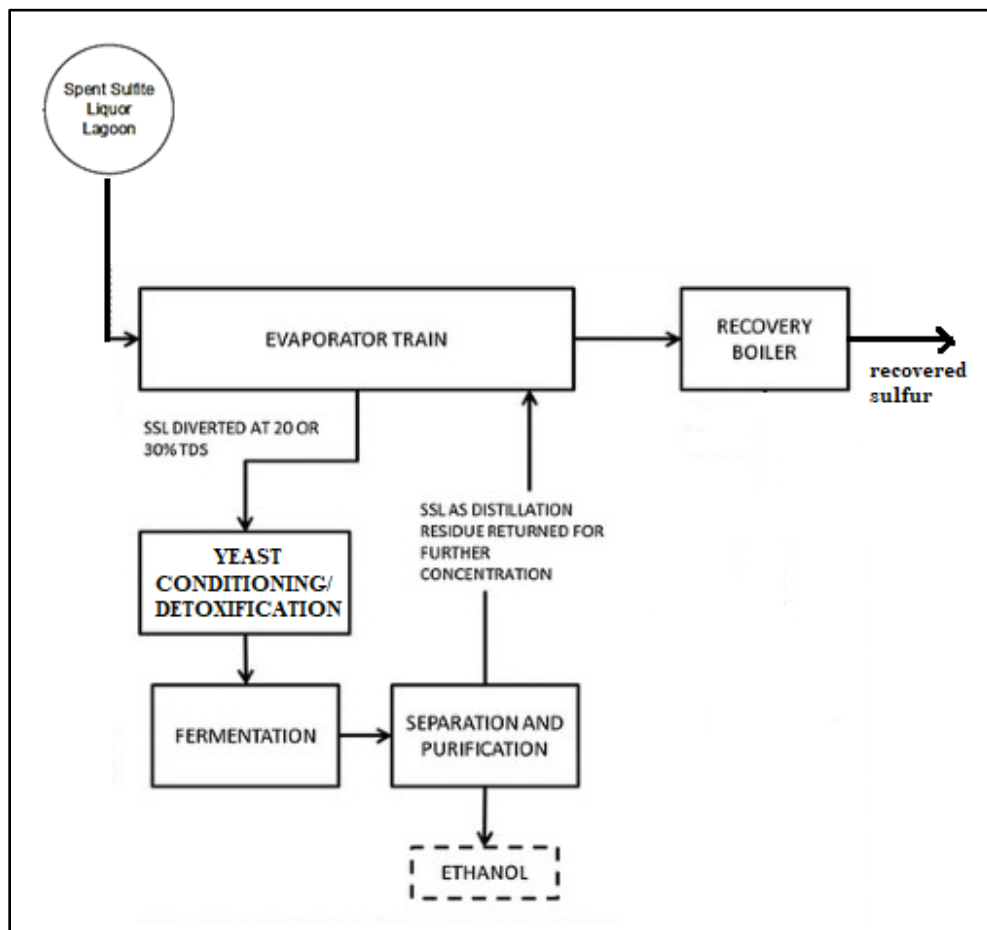 Spent Sulfite
Liquor
Lagoon
EVAPORATOR TRAIN
RECOVERY
BOILER
recovered
sulfur
SSL DIVERTED AT 20 OR
30% TDS
SSL AS DISTILLATION
RESIDUE RETURNED FOR
FURTHER
CONCENTRATION
YEAST
CONDITIONING/
DETOXIFICATION
FERMENTATION
SEPARATION AND
PURIFICATION
ETHANOL